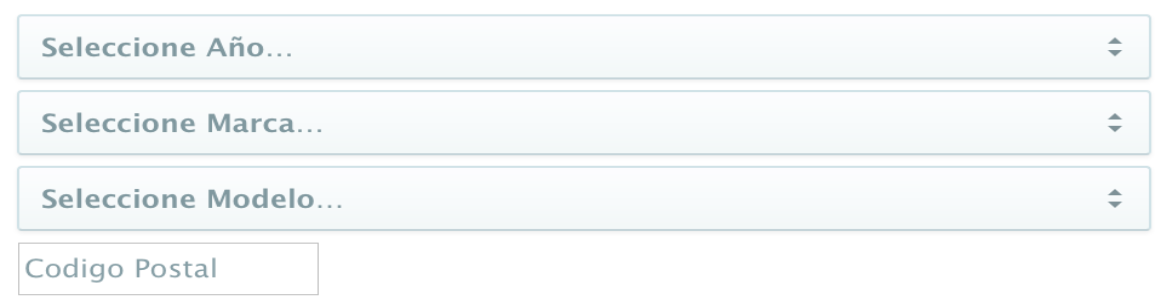 Seleccione Año...
Seleccione Marca...
Seleccione Modelo...
Codigo Postal